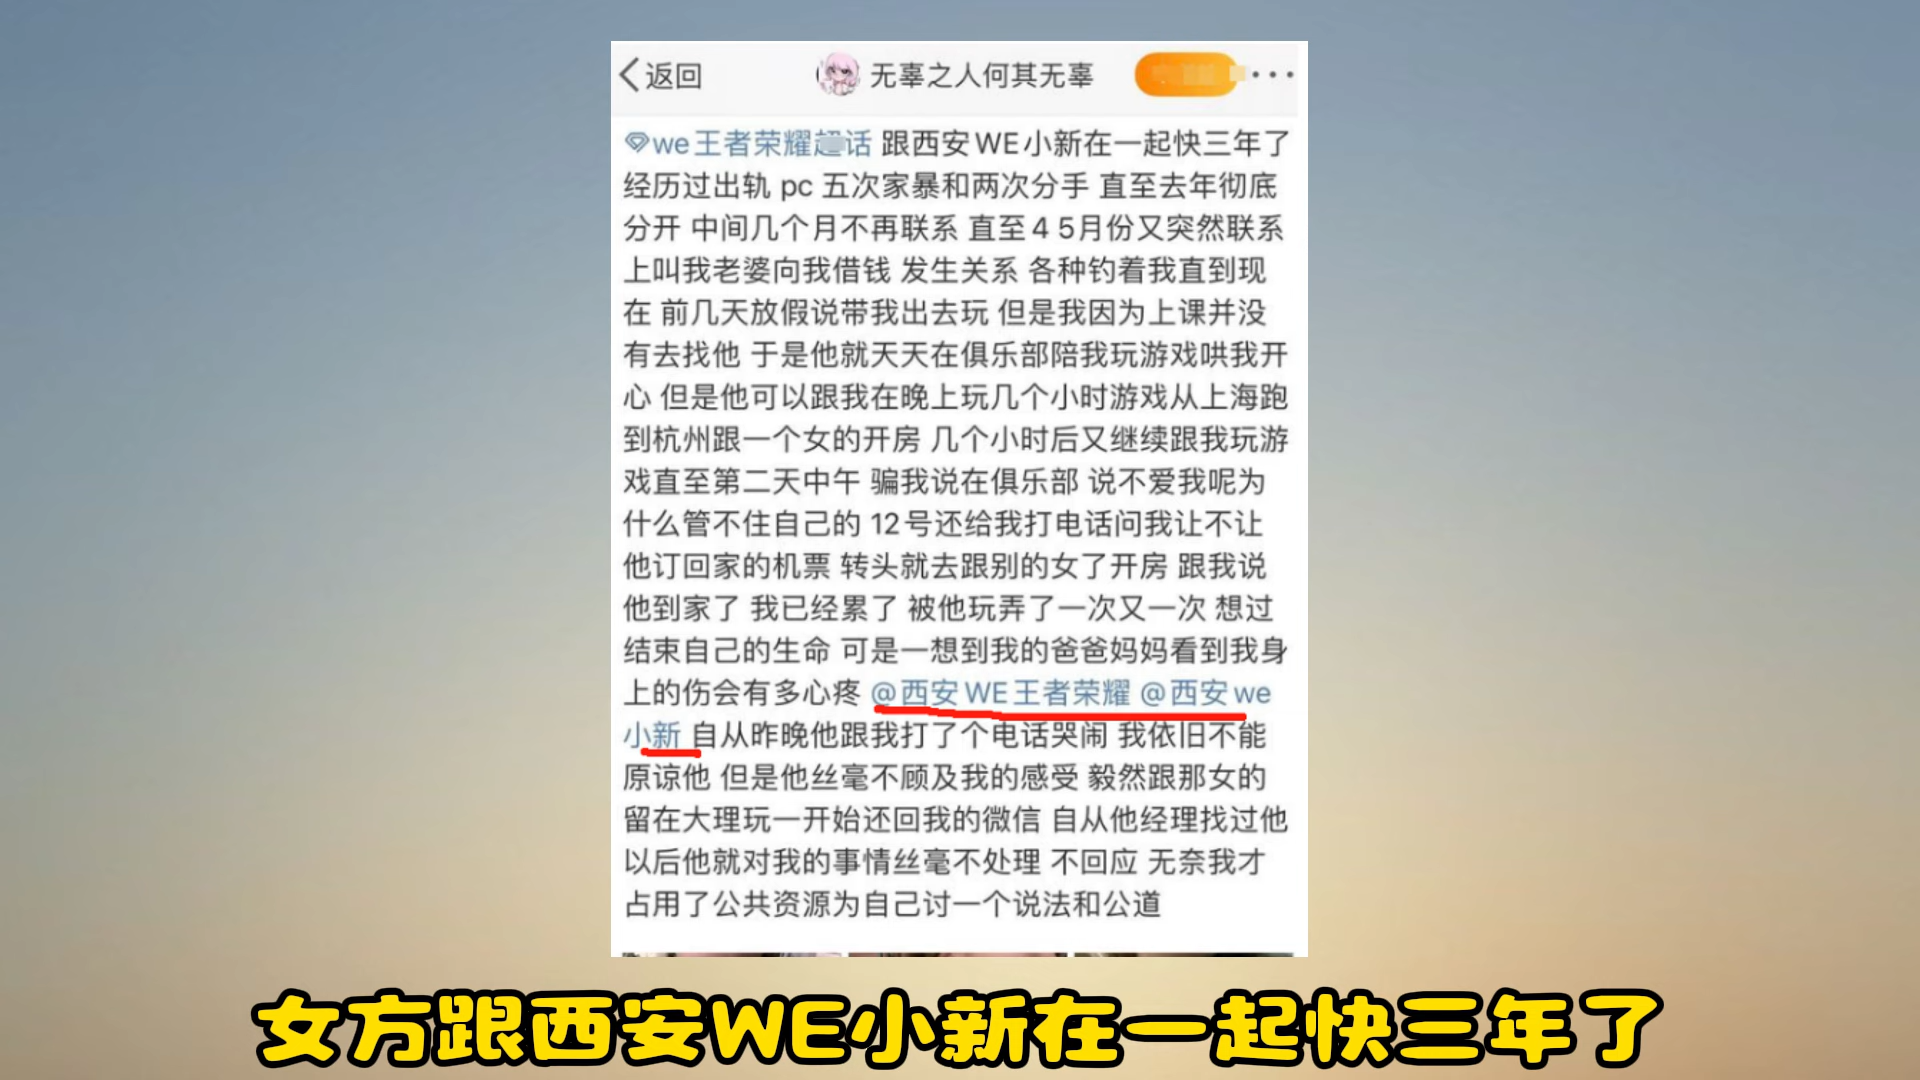 返回
无辜之人何其无辜
we王者荣耀超话 跟西安WE小新在一起快三年了
经历过出轨 pc 五次家暴和两次分手 直至去年彻底
分开 中间几个月不再联系 直至4 5月份又突然联系
上叫我老婆向我借钱 发生关系 各种钓着我直到现
在 前几天放假说带我出去玩 但是我因为上课并没
有去找他 于是他就天天在俱乐部陪我玩游戏哄我开
心 但是他可以跟我在晚上玩几个小时游戏从上海跑
到杭州跟一个女的开房 几个小时后又继续跟我玩游
戏直至第二天中午 骗我说在俱乐部 说不爱我呢为
什么管不住自己的 12号还给我打电话问我让不让
他订回家的机票 转头就去跟别的女了开房 跟我说
他到家了 我已经累了 被他玩弄了一次又一次 想过
结束自己的生命 可是一想到我的爸爸妈妈看到我身
上的伤会有多心疼 @西安WE王者荣耀 @西安we
小新 自从昨晚他跟我打了个电话哭闹 我依旧不能
原谅他 但是他丝毫不顾及我的感受 毅然跟那女的
留在大理玩一开始还回我的微信 自从他经理找过他
以后他就对我的事情丝毫不处理 不回应 无奈我才
占用了公共资源为自己讨一个说法和公道
女方跟西安WE小新在一起快三年了